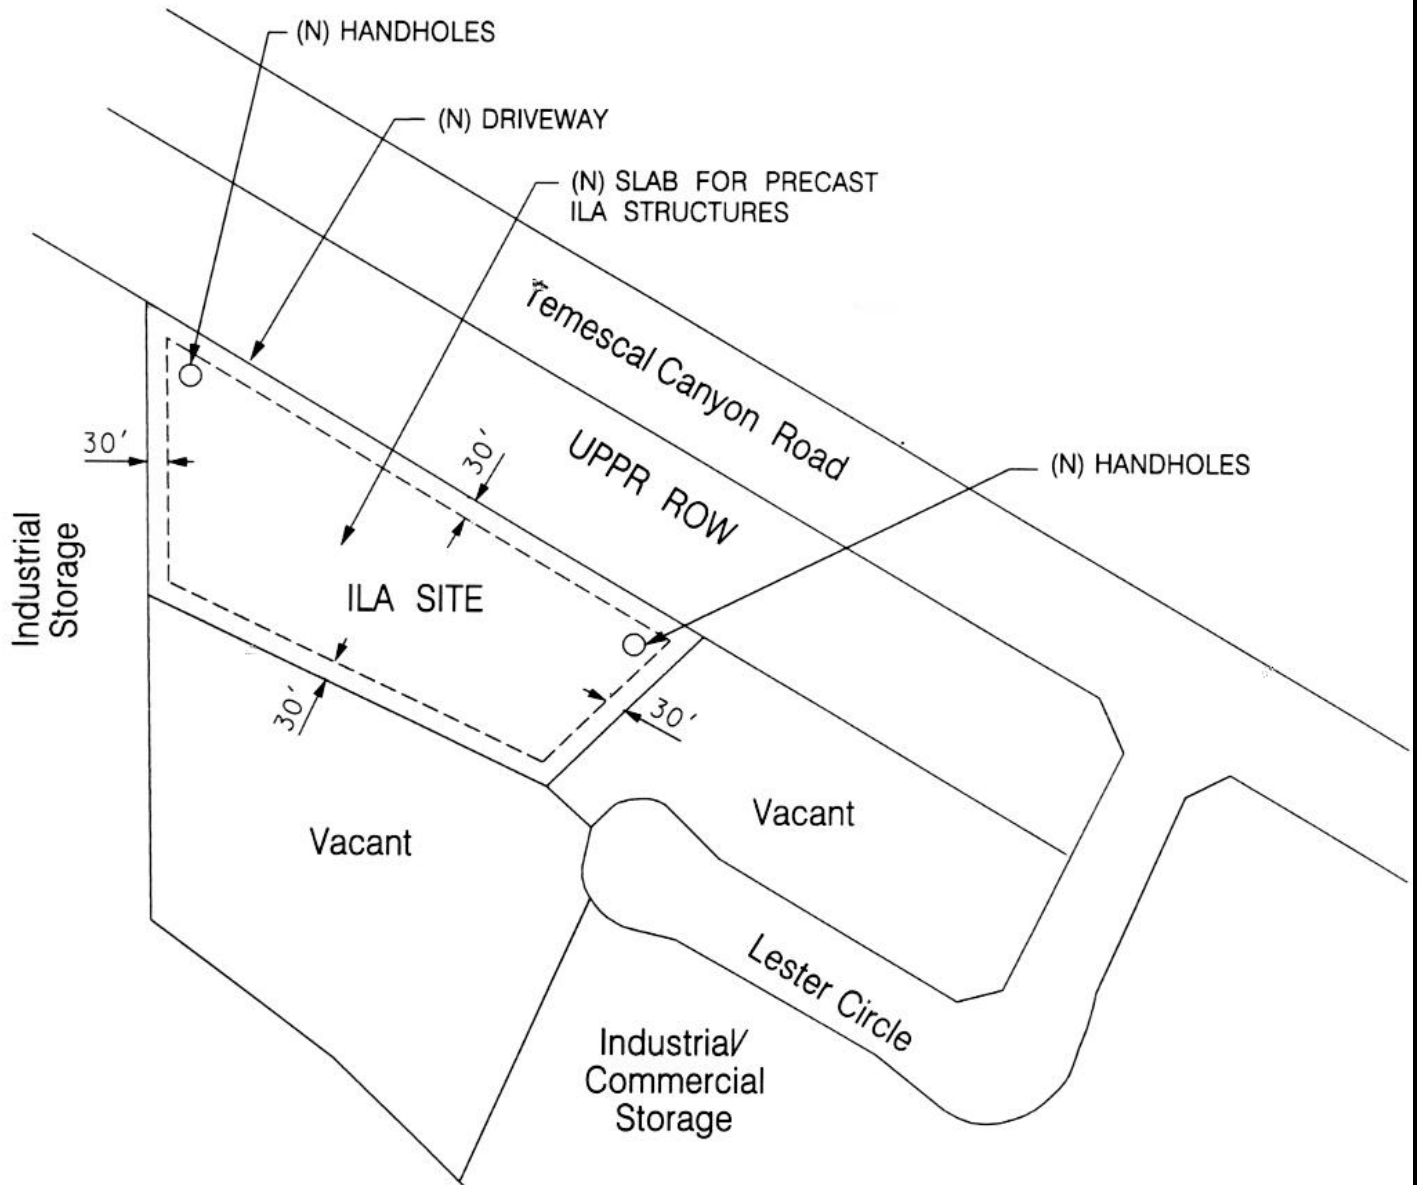 (N) HANDHOLES
(N) DRIVEWAY
(N) SLAB FOR PRECAST
ILA STRUCTURES
Temescal Canyon Road
UPPR ROW
(N) HANDHOLES
30'
30'
Industrial
Storage
ILA SITE
30'
30'
Vacant
Vacant
Lester Circle
Industrial/
Commercial
Storage